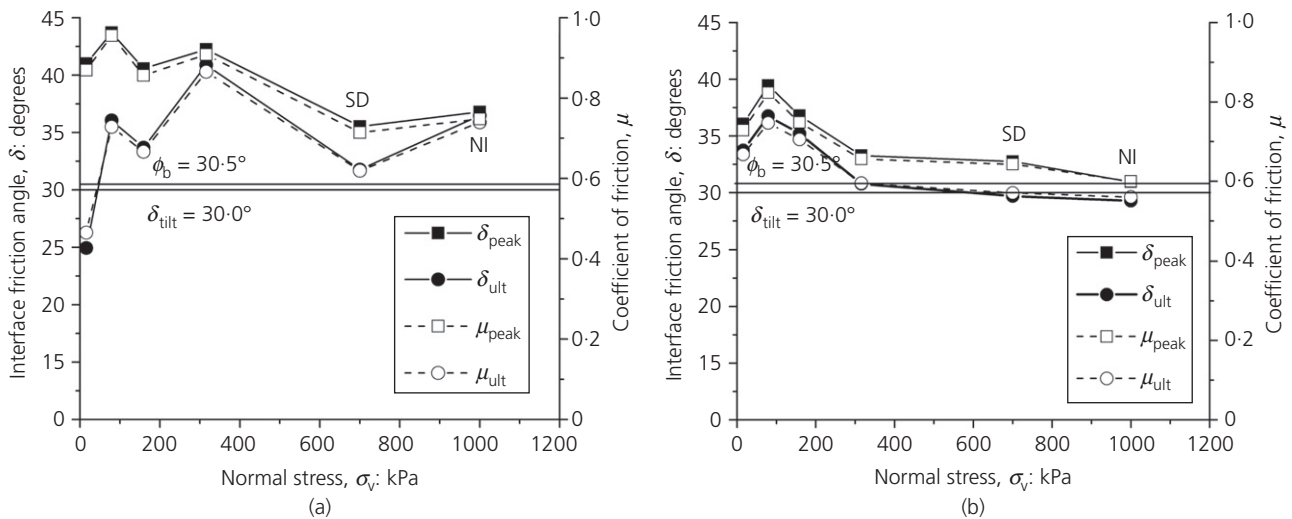 45
40
35
30
25
20
15
0
Interface friction angle, δ: degrees
1·0
0·8
0·6
0·4
0·2
0
Coefficient of friction, μ
SD
NI
ϕb = 30·5°
δtilt = 30·0°
δpeak
δult
μpeak
μult
0 200 400 600 800 1000 1200
Normal stress, σv: kPa
(a)
45
40
35
30
25
20
15
0
Interface friction angle, δ: degrees
1·0
0·8
0·6
0·4
0·2
0
Coefficient of friction, μ
SD
NI
ϕb = 30·5°
δtilt = 30·0°
δpeak
δult
μpeak
μult
0 200 400 600 800 1000 1200
Normal stress, σv: kPa
(b)